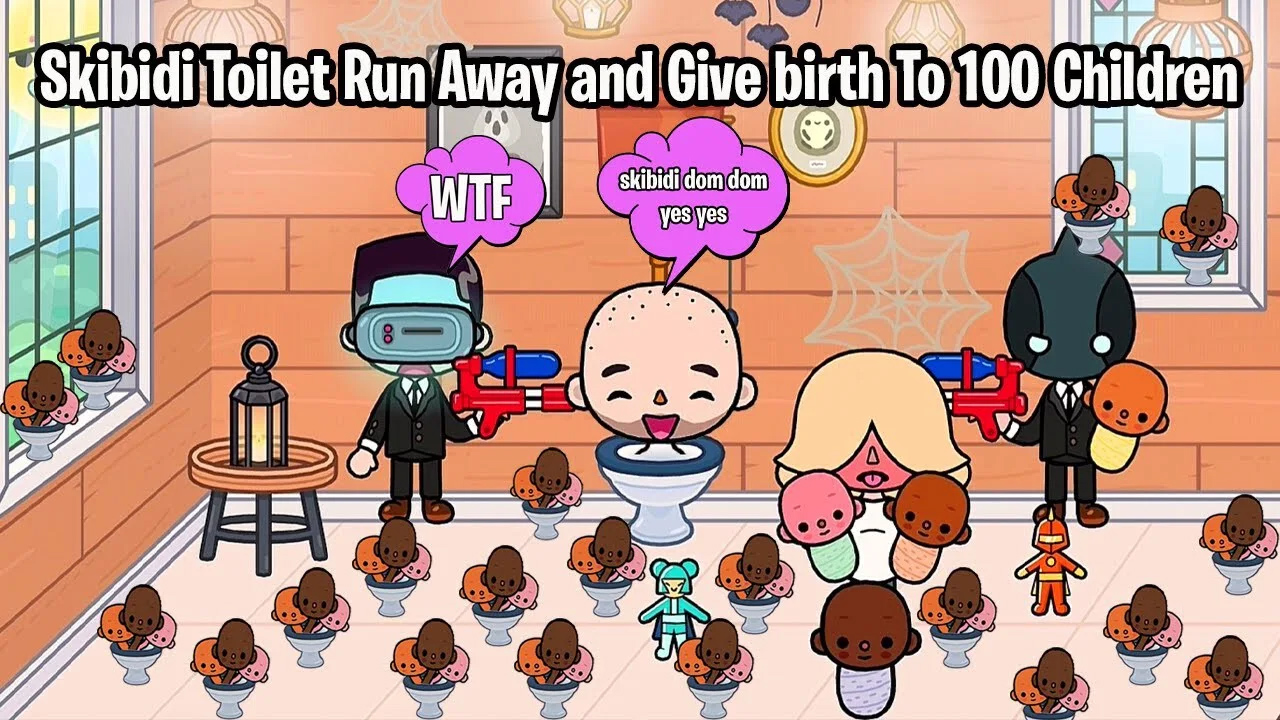 Skibidi Toilet Run Away and Give birth To 100 Children
WTF
skibidi dom dom
yes yes